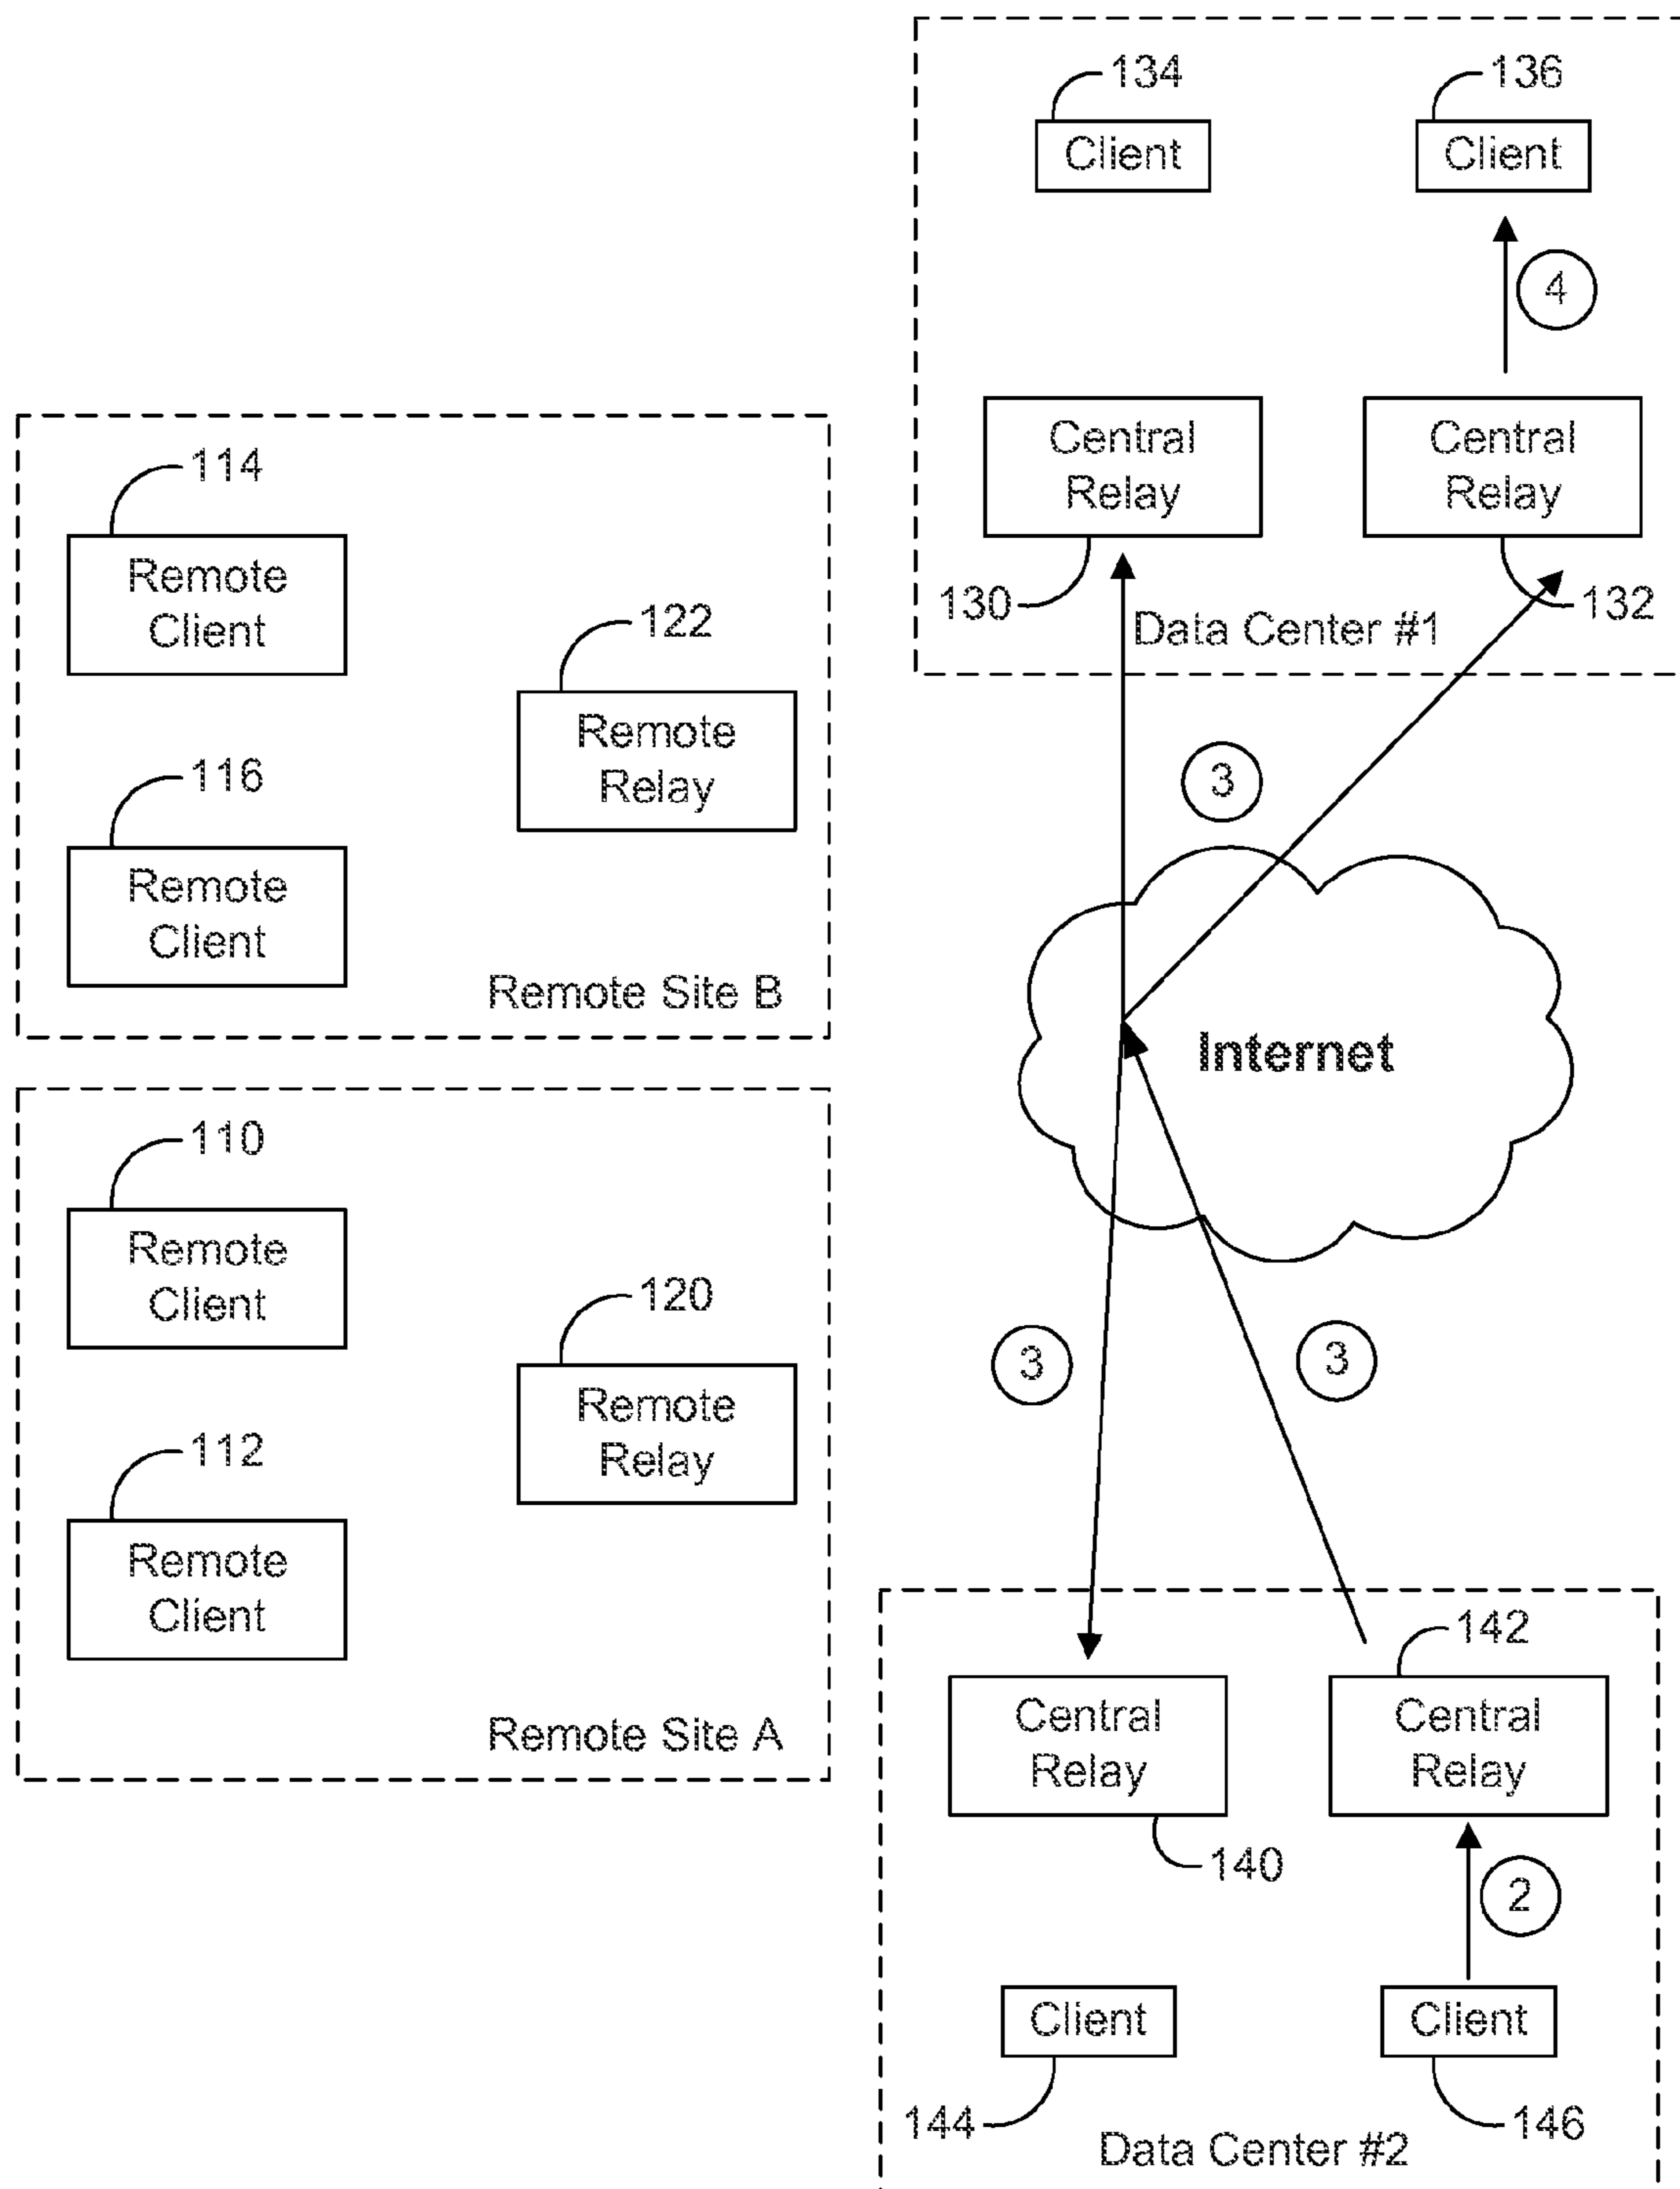 134
136
Client
Client
4
Central
Relay
Central
Relay
130
132
Data Center #1
114
Remote
Client
122
Remote
Relay
116
Remote
Client
Remote Site B
3
Internet
110
Remote
Client
120
Remote
Relay
112
Remote
Client
Remote Site A
3
3
142
Central
Relay
Central
Relay
140
2
Client
Client
144
146
Data Center #2